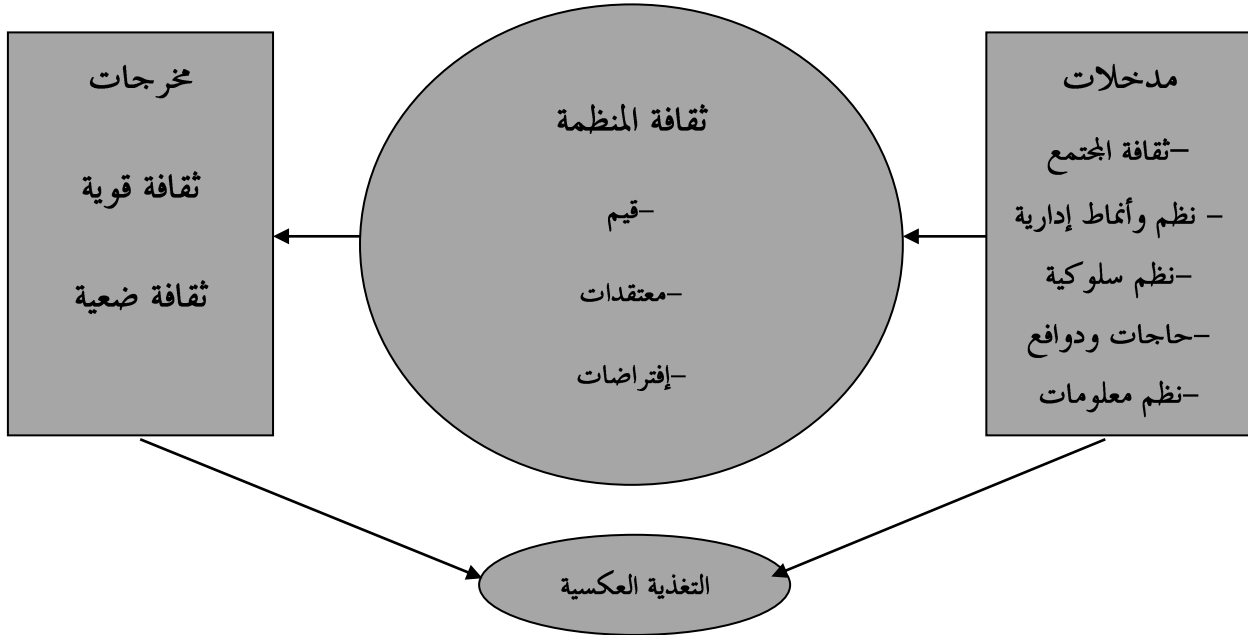 مدخلات
–ثقافة المجتمع
– نظم وأنماط إدارية
–نظم سلوكية
–حاجات ودوافع
–نظم معلومات
ثقافة المنظمة
–قيم
–معتقدات
–إفتراضات
مخرجات
ثقافة قوية
ثقافة ضعية
التغذية العكسية